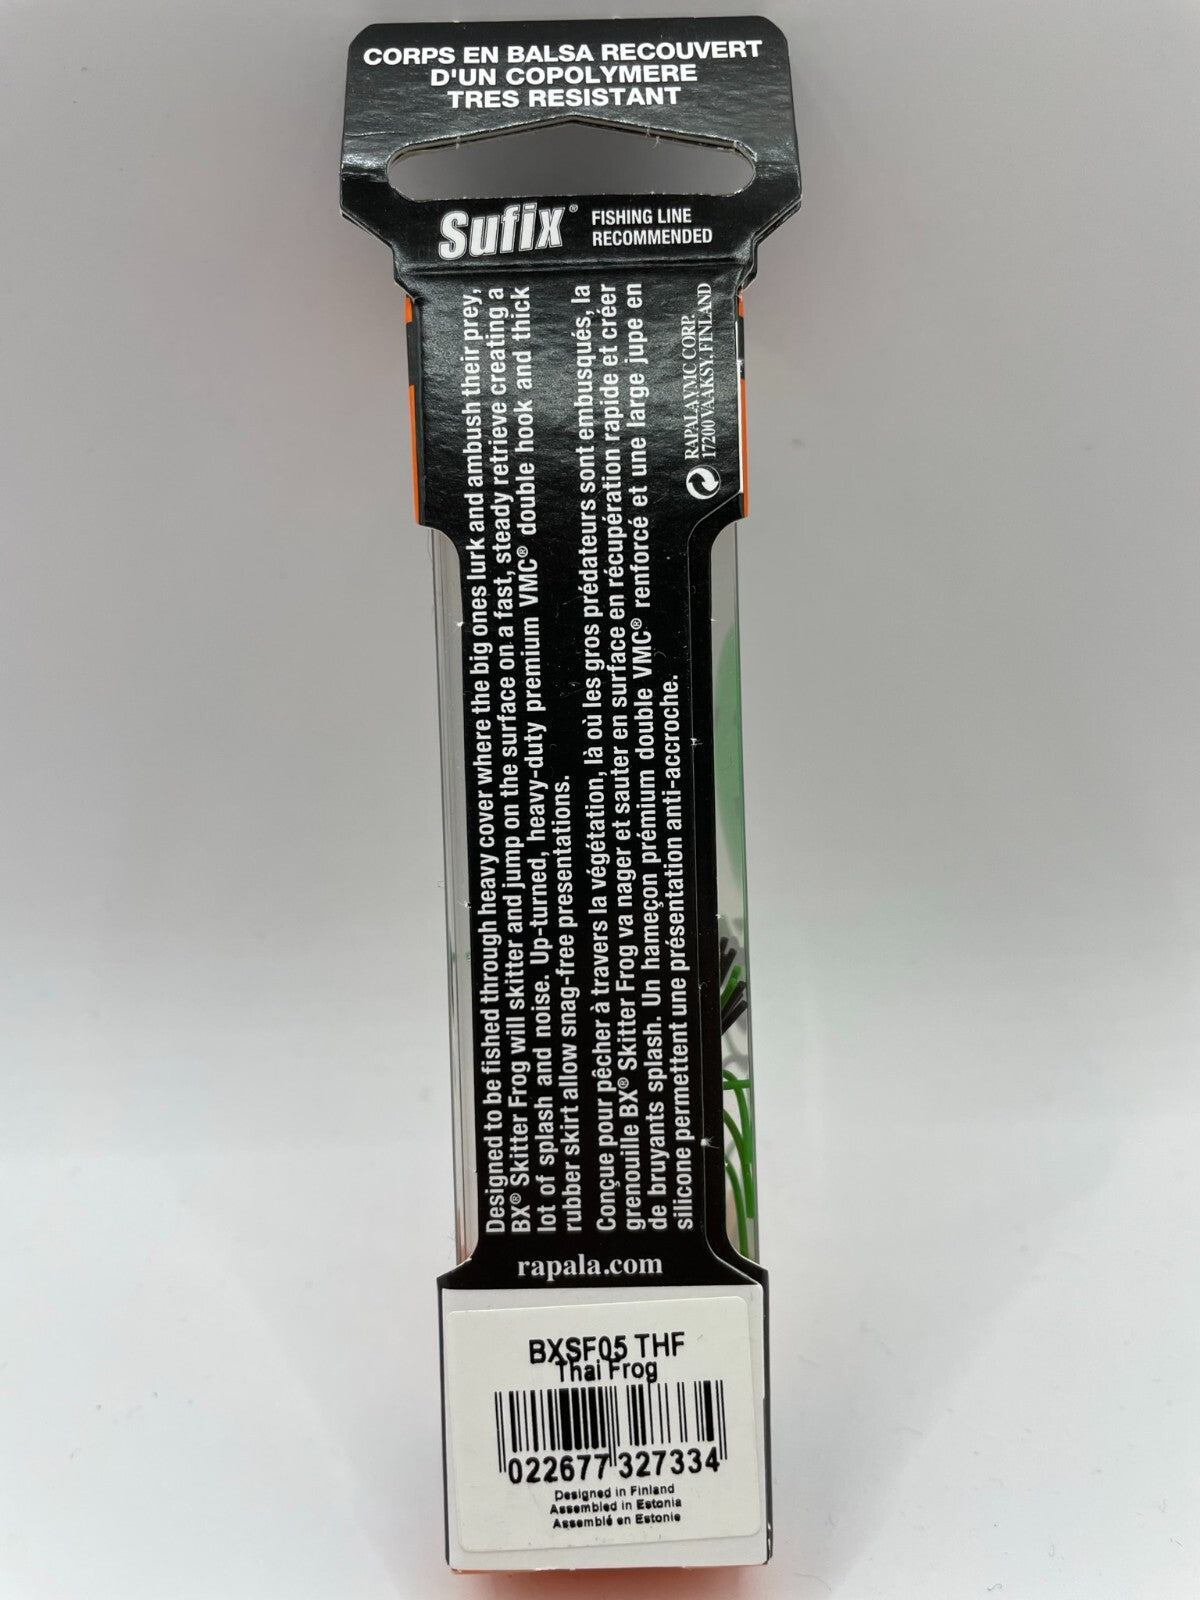 CORPS EN BALSA RECOUVERT
D'UN COPOLYMERE
TRES RESISTANT
Sufix® FISHING LINE
RECOMMENDED
Designed to be fished through heavy cover where the big ones lurk and ambush their prey,
BX® Skitter Frog will skitter and jump on the surface on a fast, steady retrieve creating a
lot of splash and noise. Up-turned, heavy-duty premium VMC® double hook and thick
rubber skirt allow snag-free presentations.
Conçue pour pêcher à travers la végétation, là où les gros prédateurs sont embusqués, la
grenouille BX® Skitter Frog va nager et sauter en surface en récupération rapide et créer
de bruyants splash. Un hameçon prémium double VMC® renforcé et une large jupe en
silicone permettent une présentation anti-accroche.
RAPALA VMC CORP.
17200 VÄÄKSY, FINLAND
rapala.com
BXSF05 THF
Thai Frog
022677 327334
Designed in Finland
Assembled in Estonia
Assemblé en Estonie